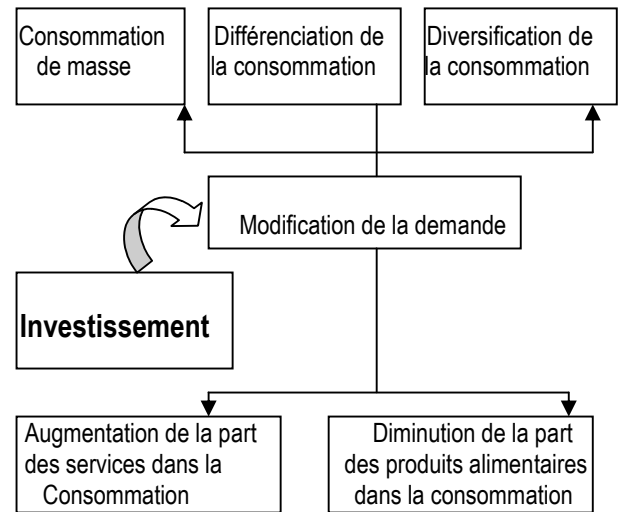 Consommation
de masse
Différenciation de
la consommation
Diversification de
la consommation
Modification de la demande
Investissement
Augmentation de la part
des services dans la
Consommation
Diminution de la part
des produits alimentaires
dans la consommation